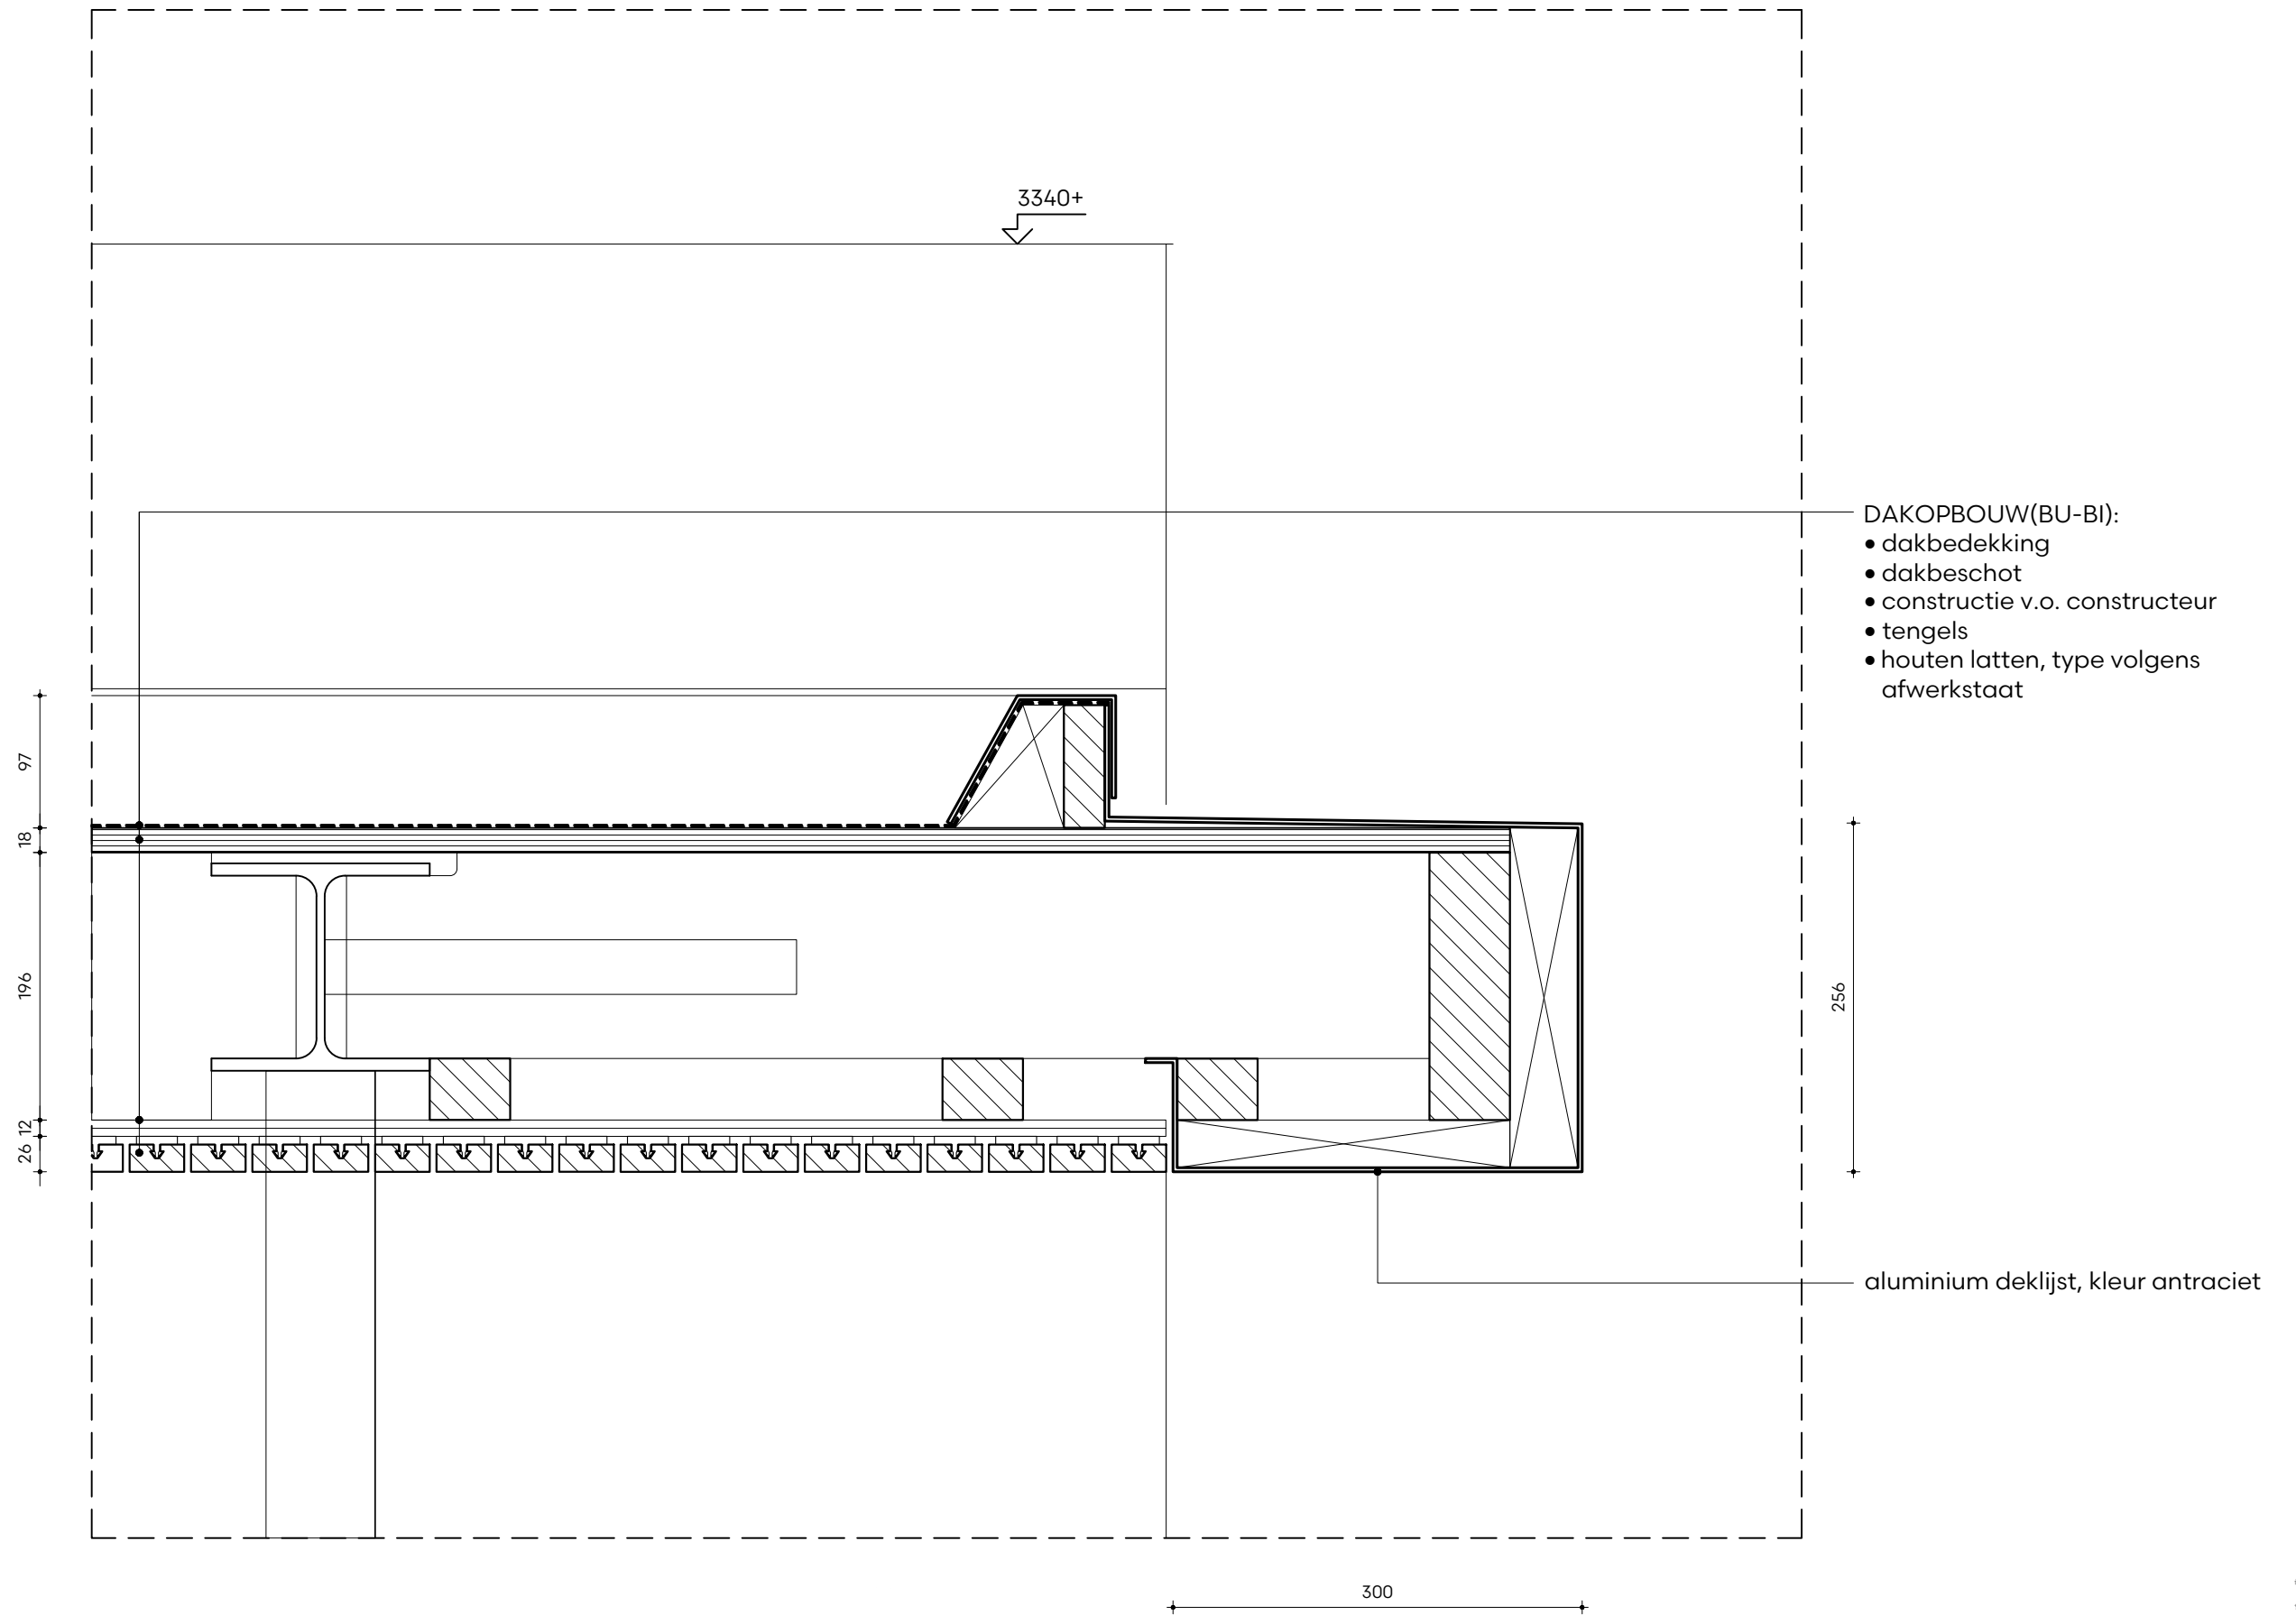 3340+
DAKOPBOUW(BU-BI):
• dakbedekking
• dakbeschot
• constructie v.o. constructeur
• tengels
• houten latten, type volgens
afwerkstaat
97
18
196
12
26
256
aluminium deklijst, kleur antraciet
300